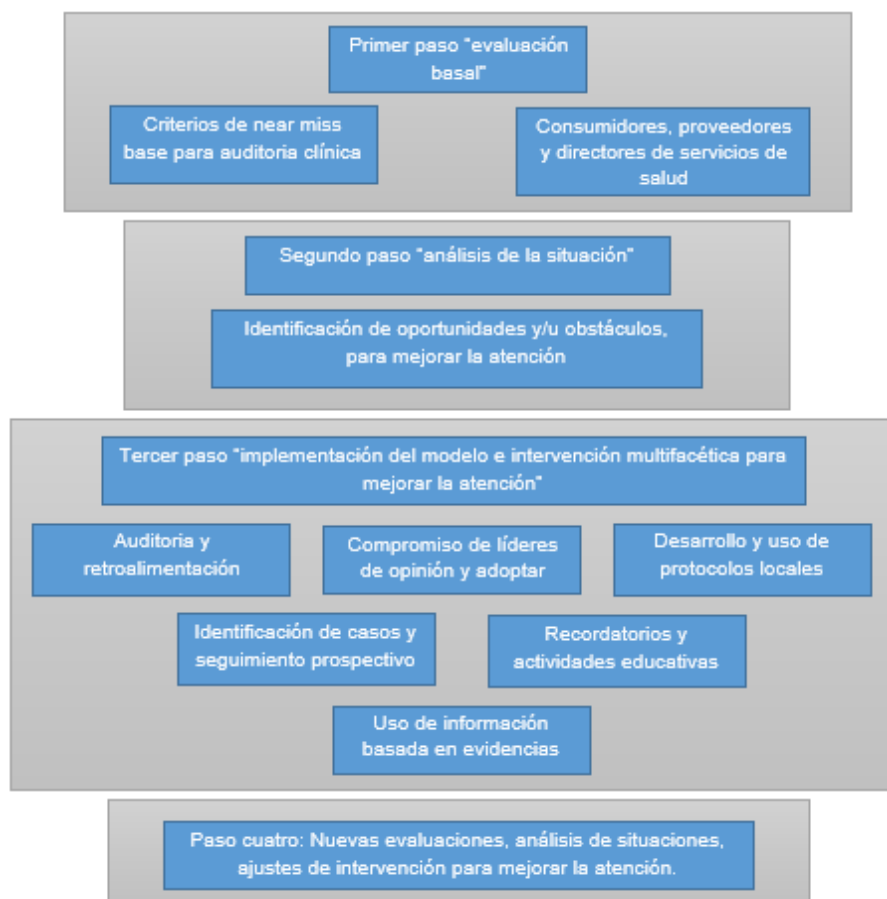 Primer paso "evaluación
basal"
Criterios de near miss
base para auditoria clínica
Consumidores, proveedores
y directores de servicios de
salud
Segundo paso "análisis de la situación"
Identificación de oportunidades y/u obstáculos,
para mejorar la atención
Tercer paso "implementación del modelo e intervención multifacética para
mejorar la atención"
Auditoria y
retroalimentación
Compromiso de líderes
de opinión y adoptar
Desarrollo y uso de
protocolos locales
Identificación de casos y
seguimiento prospectivo
Recordatorios y
actividades educativas
Uso de información
basada en evidencias
Paso cuatro: Nuevas evaluaciones, análisis de situaciones,
ajustes de intervención para mejorar la atención.